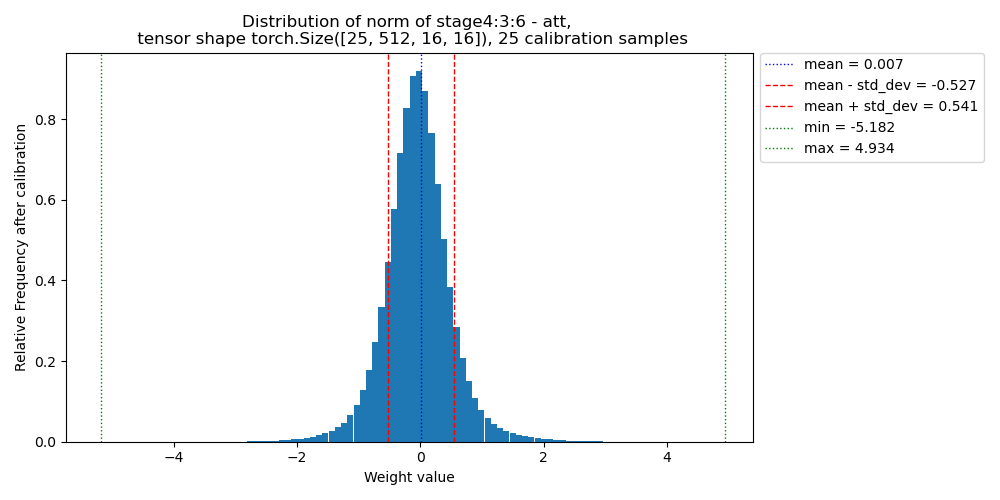 Distribution of norm of stage4:3:6 - att,
tensor shape torch.Size([25, 512, 16, 16]), 25 calibration samples
mean = 0.007
mean - std_dev = -0.527
mean + std_dev = 0.541
min = -5.182
max = 4.934
Relative Frequency after calibration
0.8
0.6
0.4
0.2
0.0
−4
−2
0
2
4
Weight value